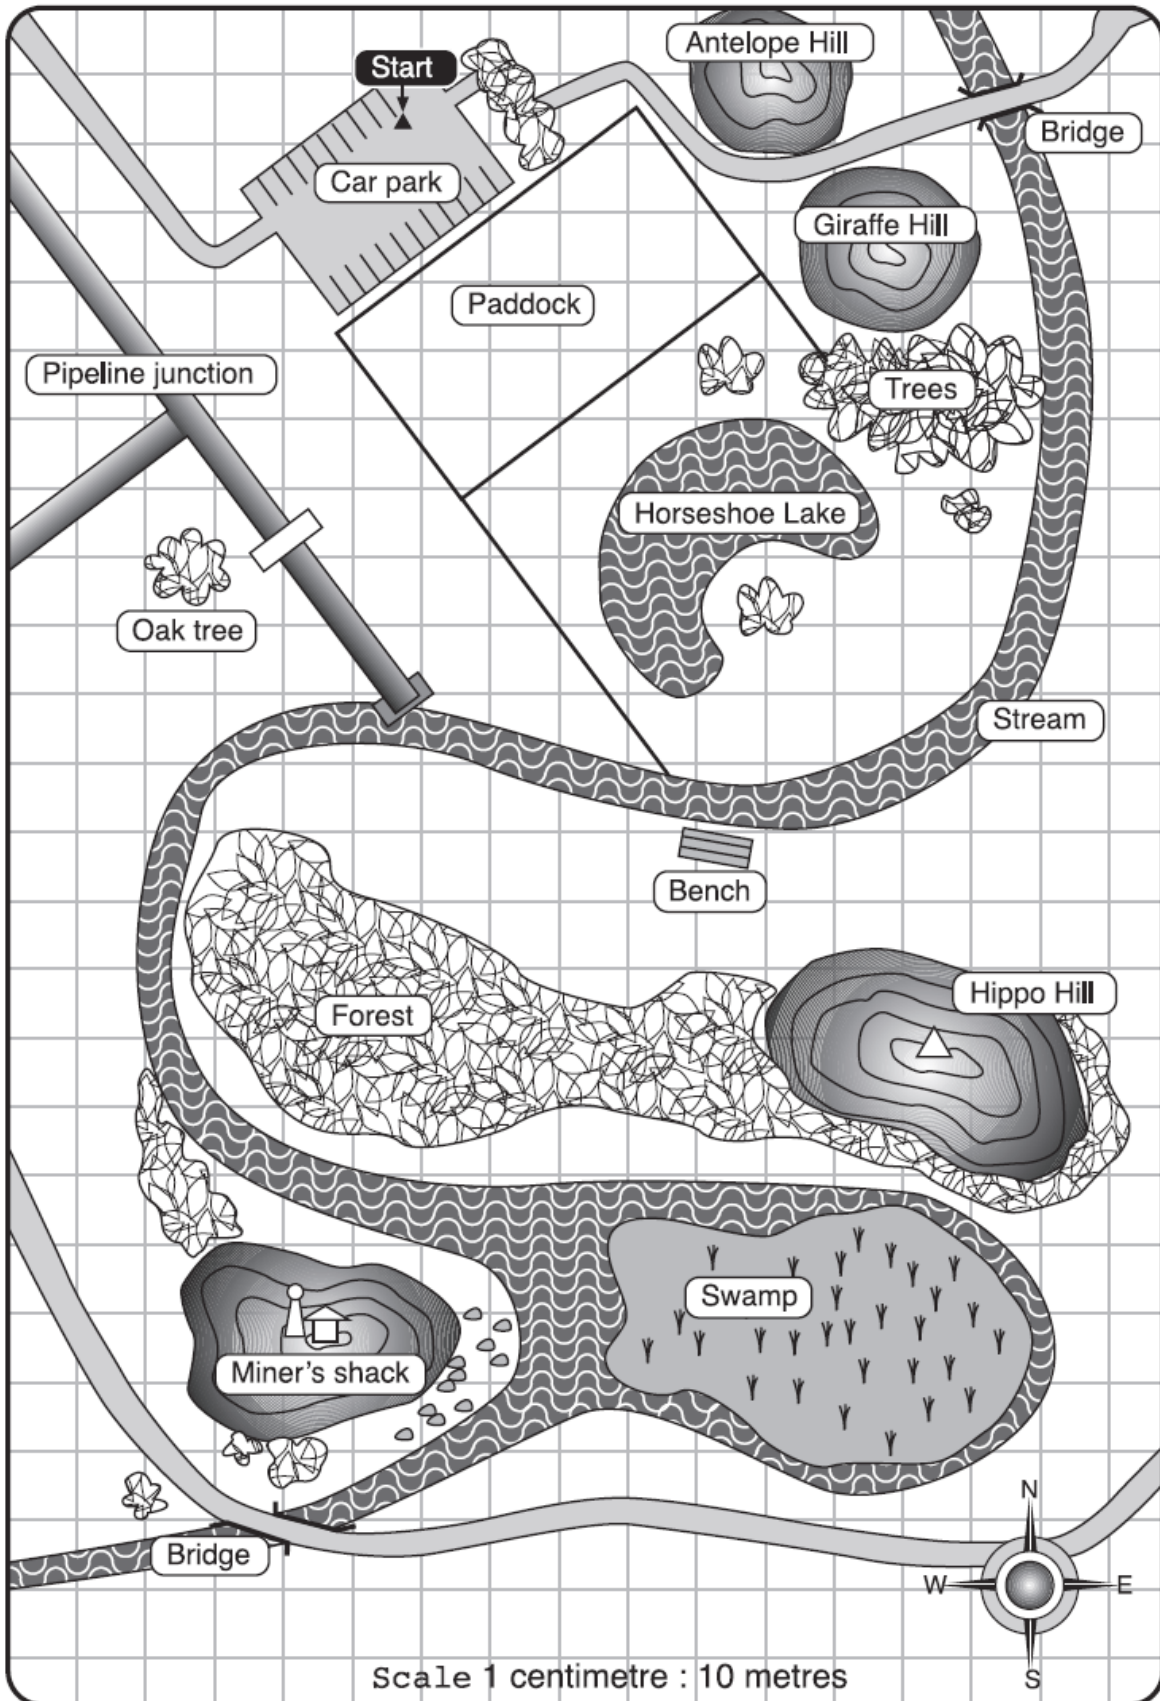 Antelope Hill
Start
Bridge
Car park
Giraffe Hill
Paddock
Pipeline junction
Trees
Horseshoe Lake
Oak tree
Stream
Bench
Hippo Hill
Forest
Swamp
Miner's shack
N
Bridge
W
E
S
Scale 1 centimetre : 10 metres